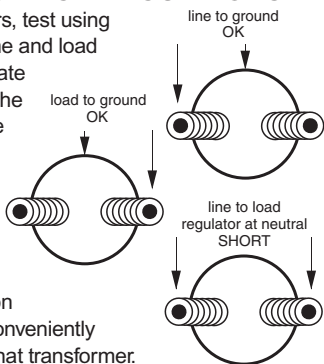 rs, test using
ne and load
ate
he
e
line to ground
OK
load to ground
OK
line to load
regulator at neutral
SHORT
on
onveniently
hat transformer.